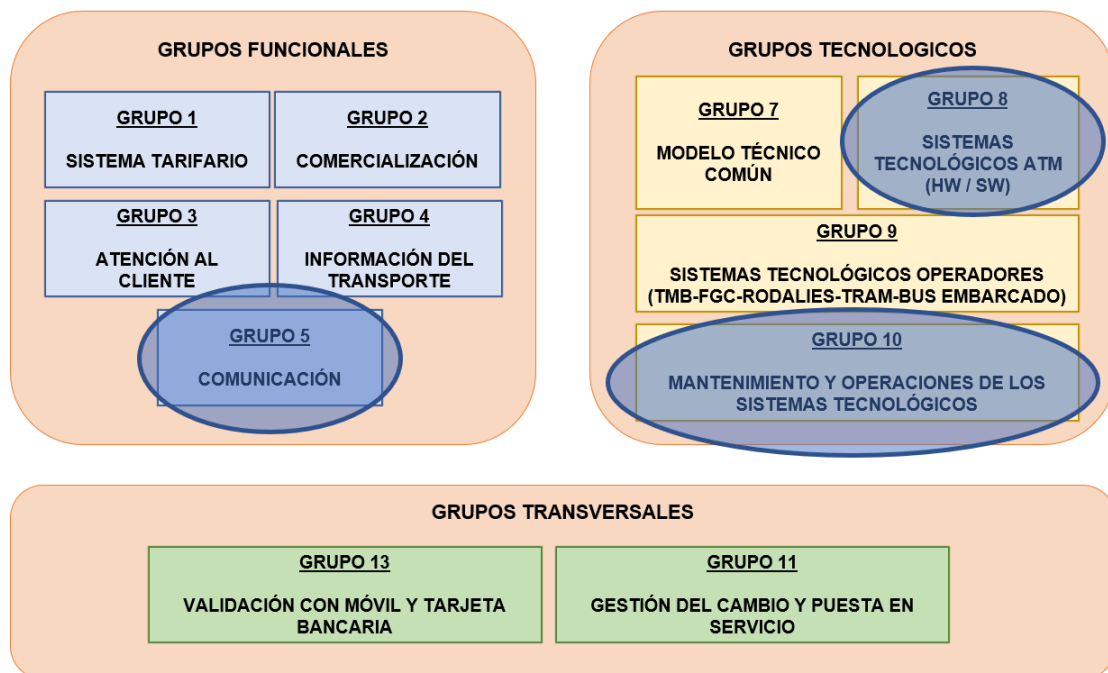 GRUPOS FUNCIONALES
GRUPO 1
SISTEMA TARIFARIO
GRUPO 2
COMERCIALIZACIÓN
GRUPO 3
ATENCIÓN AL
CLIENTE
GRUPO 4
INFORMACIÓN DEL
TRANSPORTE
GRUPO 5
COMUNICACIÓN
GRUPOS TECNOLOGICOS
GRUPO 7
MODELO TÉCNICO
COMÚN
GRUPO 8
SISTEMAS
TECNOLÓGICOS ATM
(HW / SW)
GRUPO 9
SISTEMAS TECNOLÓGICOS OPERADORES
(TMB-FGC-RODALIES-TRAM-BUS EMBARCADO)
GRUPO 10
MANTENIMIENTO Y OPERACIONES DE LOS
SISTEMAS TECNOLÓGICOS
GRUPOS TRANSVERSALES
GRUPO 13
VALIDACIÓN CON MÓVIL Y TARJETA
BANCARIA
GRUPO 11
GESTIÓN DEL CAMBIO Y PUESTA EN
SERVICIO